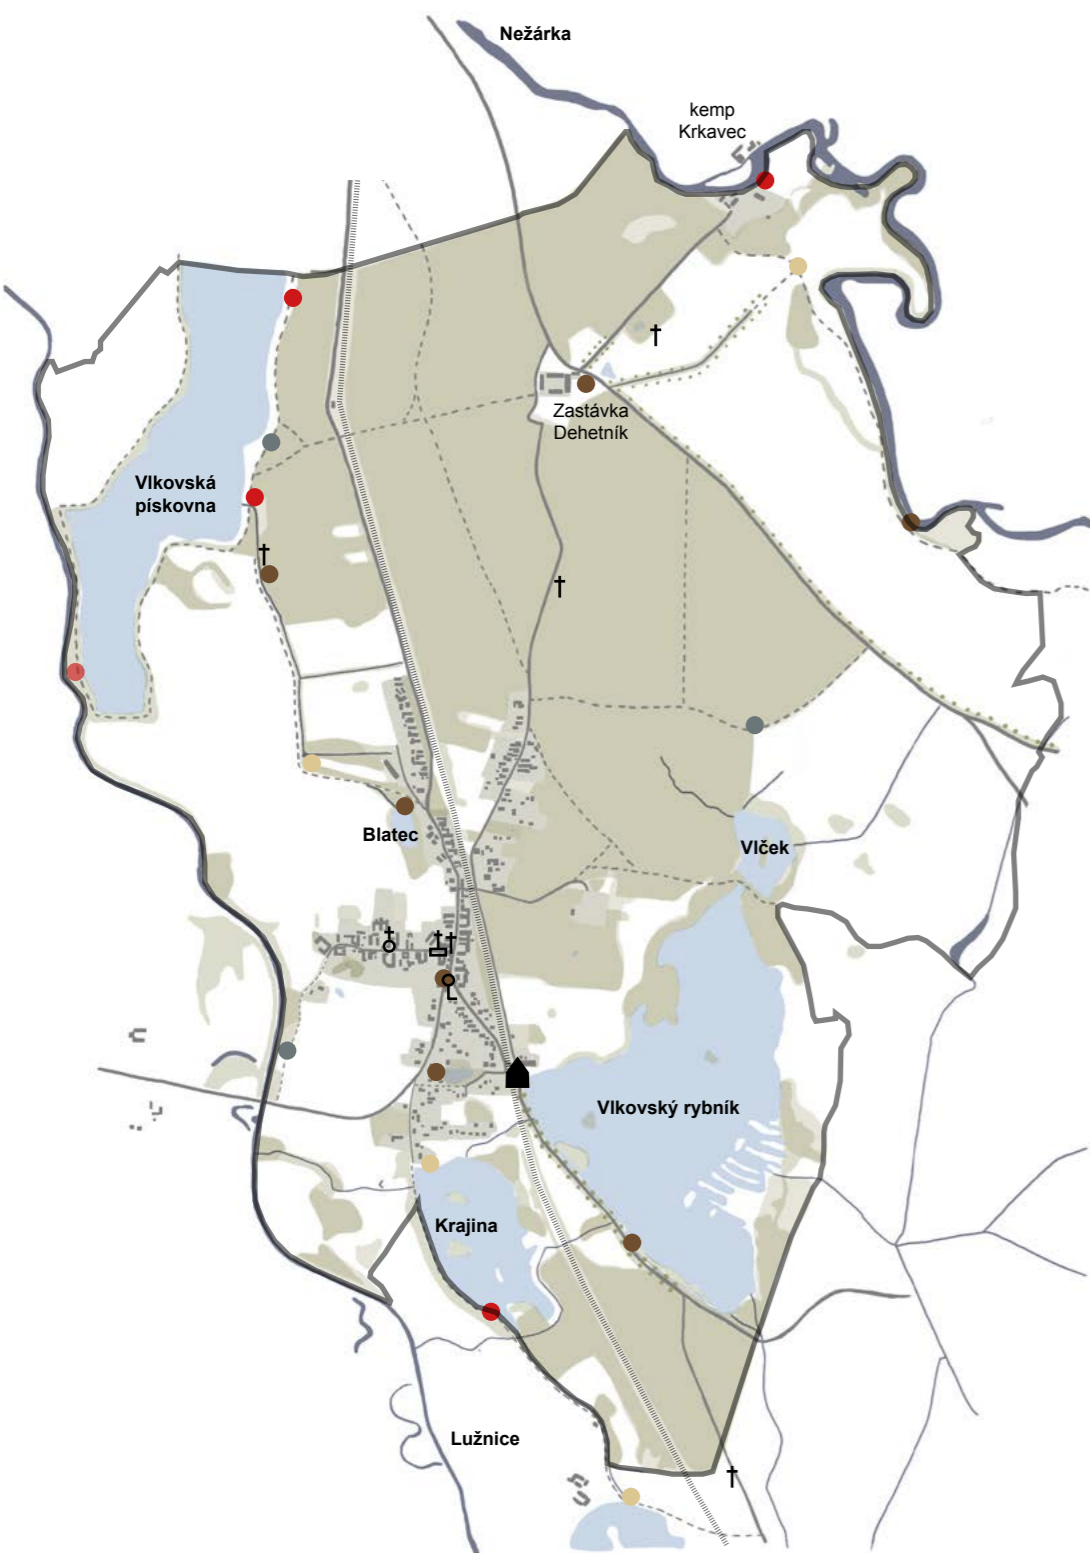 Nežárka
kemp
Krkavec
Zastávka
Dehetník
Vlkovská
pískovna
Blatec
Vlček
Vlkovský rybník
Krajina
Lužnice